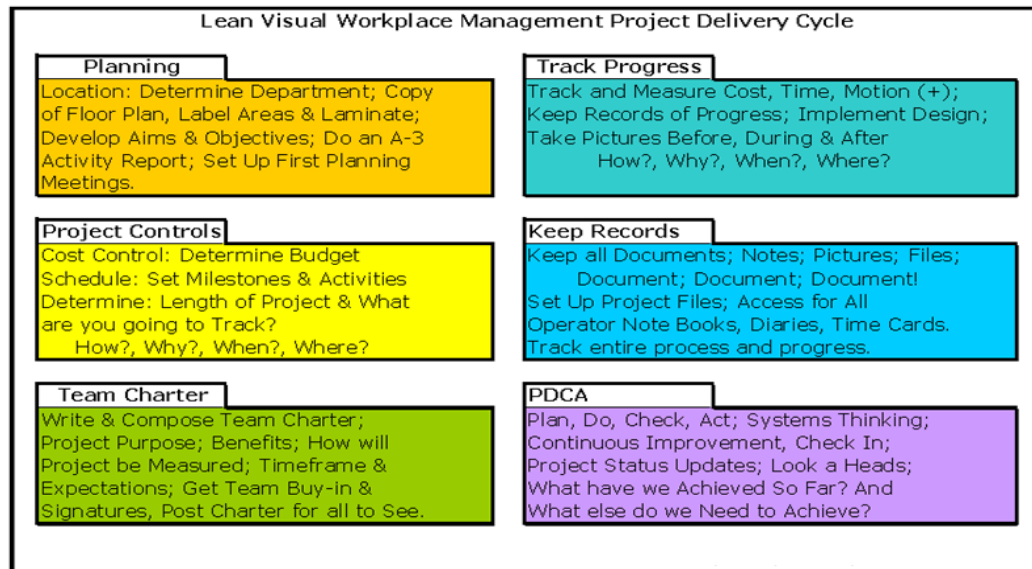 Lean Visual Workplace Management Project Delivery Cycle
Planning
Location: Determine Department; Copy
of Floor Plan, Label Areas & Laminate;
Develop Aims & Objectives; Do an A-3
Activity Report; Set Up First Planning
Meetings.
Project Controls
Cost Control: Determine Budget
Schedule: Set Milestones & Activities
Determine: Length of Project & What
are you going to Track?
How?, Why?, When?, Where?
Team Charter
Write & Compose Team Charter;
Project Purpose; Benefits; How will
Project be Measured; Timeframe &
Expectations; Get Team Buy-in &
Signatures, Post Charter for all to See.
Track Progress
Track and Measure Cost, Time, Motion (+);
Keep Records of Progress; Implement Design;
Take Pictures Before, During & After
How?, Why?, When?, Where?
Keep Records
Keep all Documents; Notes; Pictures; Files;
Document; Document; Document!
Set Up Project Files; Access for All
Operator Note Books, Diaries, Time Cards.
Track entire process and progress.
PDCA
Plan, Do, Check, Act; Systems Thinking;
Continuous Improvement, Check In;
Project Status Updates; Look a Heads;
What have we Achieved So Far? And
What else do we Need to Achieve?